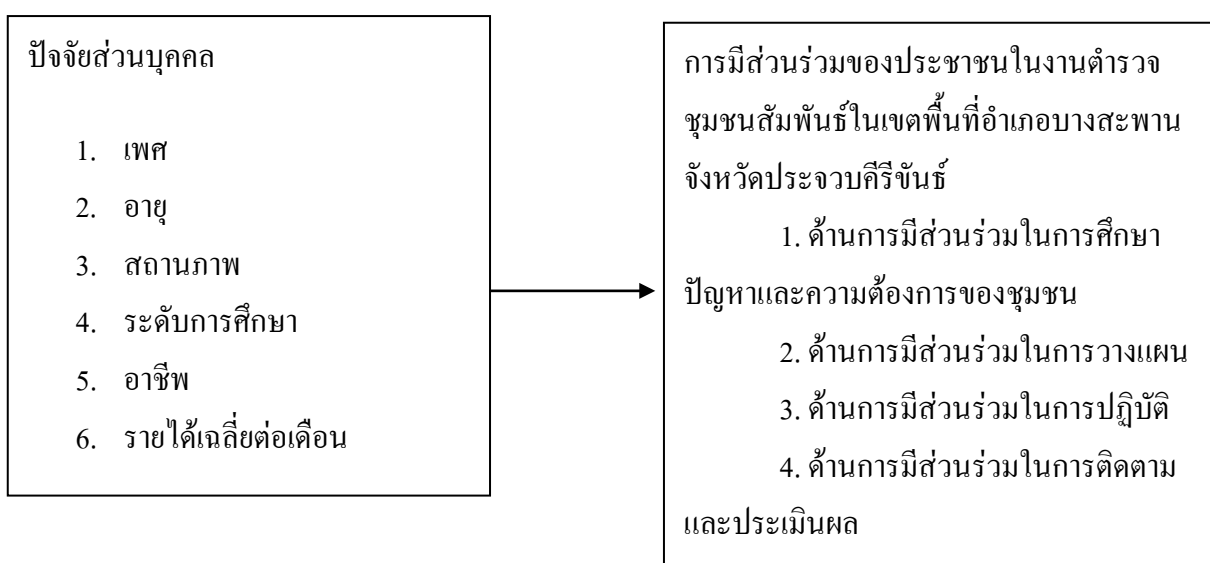 ปัจจัยส่วนบุคคล
1. เพศ
2. อายุ
3. สถานภาพ
4. ระดับการศึกษา
5. อาชีพ
6. รายได้เฉลี่ยต่อเดือน
การมีส่วนร่วมของประชาชนในงานตำรวจ
ชุมชนสัมพันธ์ในเขตพื้นที่อำเภอบางสะพาน
จังหวัดประจวบคีรีขันธ์
1. ด้านการมีส่วนร่วมในการศึกษา
ปัญหาและความต้องการของชุมชน
2. ด้านการมีส่วนร่วมในการวางแผน
3. ด้านการมีส่วนร่วมในการปฏิบัติ
4. ด้านการมีส่วนร่วมในการติดตาม
และประเมินผล